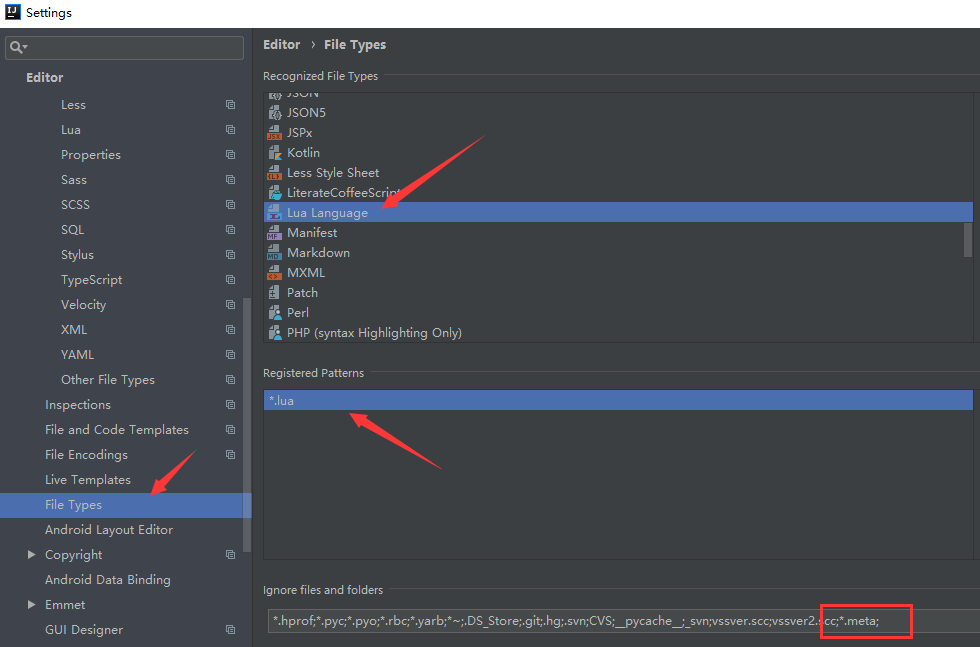 Settings
Editor
Less
Lua
Properties
Sass
SCSS
SQL
Stylus
TypeScript
Velocity
XML
YAML
Other File Types
Inspections
File and Code Templates
File Encodings
Live Templates
File Types
Android Layout Editor
Copyright
Android Data Binding
Emmet
GUI Designer
Editor › File Types
Recognized File Types
JSON
JSON5
JSPx
Kotlin
Less Style Sheet
LiterateCoffeeScript
Lua Language
Manifest
Markdown
MXML
Patch
Perl
PHP (syntax Highlighting Only)
Registered Patterns
*.lua
Ignore files and folders
*.hprof;*.pyc;*.pyo;*.rbc;*.yarb;*~;.DS_Store;.git;.hg;.svn;CVS;__pycache__;_svn;vssver.scc;vssver2.scc;*.meta;